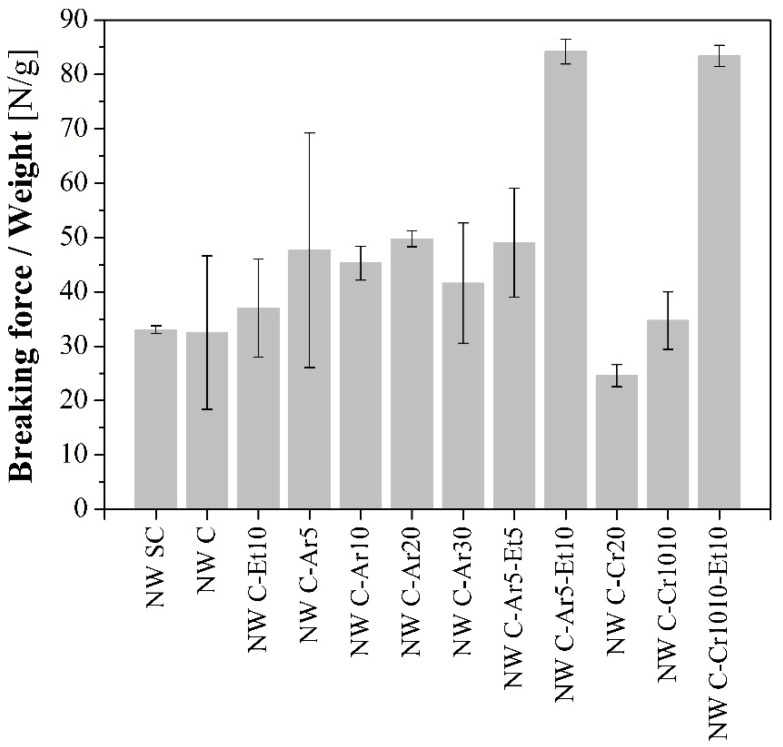 Breaking force / Weight [N/g]
90
80
70
60
50
40
30
20
10
0
NW SC
NW C
NW C-Et10
NW C-Ar5
NW C-Ar10
NW C-Ar20
NW C-Ar30
NW C-Ar5-Et5
NW C-Ar5-Et10
NW C-Cr20
NW C-Cr1010
NW C-Cr1010-Et10